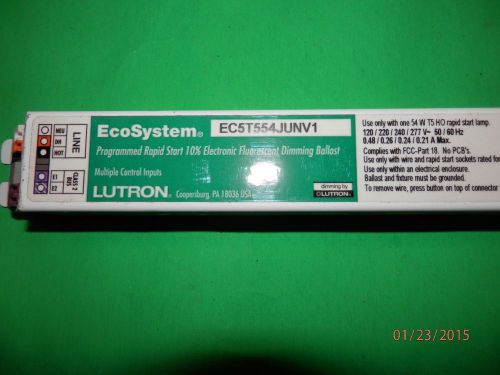 NEU
DH
HOT
LINE
E1
E2
CLASS 2
BUS
EcoSystem®
EC5T554JUNV1
Programmed Rapid Start 10% Electronic Fluorescent Dimming Ballast
Multiple Control Inputs
LUTRON® Coopersburg, PA 18036 USA
dimming by
LUTRON
Use only with one 54 W T5 HO rapid start lamp.
120 / 220 / 240 / 277 V~ 50 / 60 Hz
0.48 / 0.26 / 0.24 / 0.21 A Max.
Complies with FCC-Part 18. No PCB's.
Use only with wire and rapid start sockets rated for
Use only within an electrical enclosure.
Ballast and fixture must be grounded.
To remove wire, press button on top of connector
01/23/2015